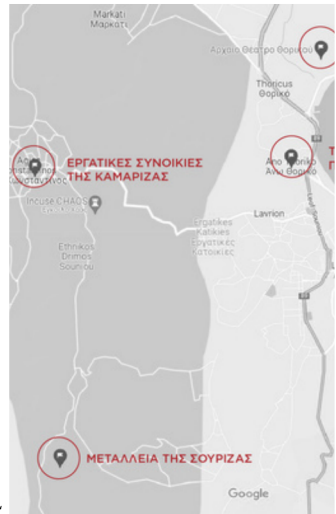 Markati
Μαρκάτι
Αρχαίο Θέατρο Θορικού
Thoricus
Θορικό
ΕΡΓΑΤΙΚΕΣ ΣΥΝΟΙΚΙΕΣ
ΤΗΣ ΚΑΜΑΡΙΖΑΣ
Ano Thoriko
Άνω Θορικό
Incuse CHAOS
Lavrion
Ergatikes
Katikies
Εργατικές
Κατοικίες
Ethnikos
Drimos
Souniou
ΜΕΤΑΛΛΕΙΑ ΤΗΣ ΣΟΥΡΙΖΑΣ
Google